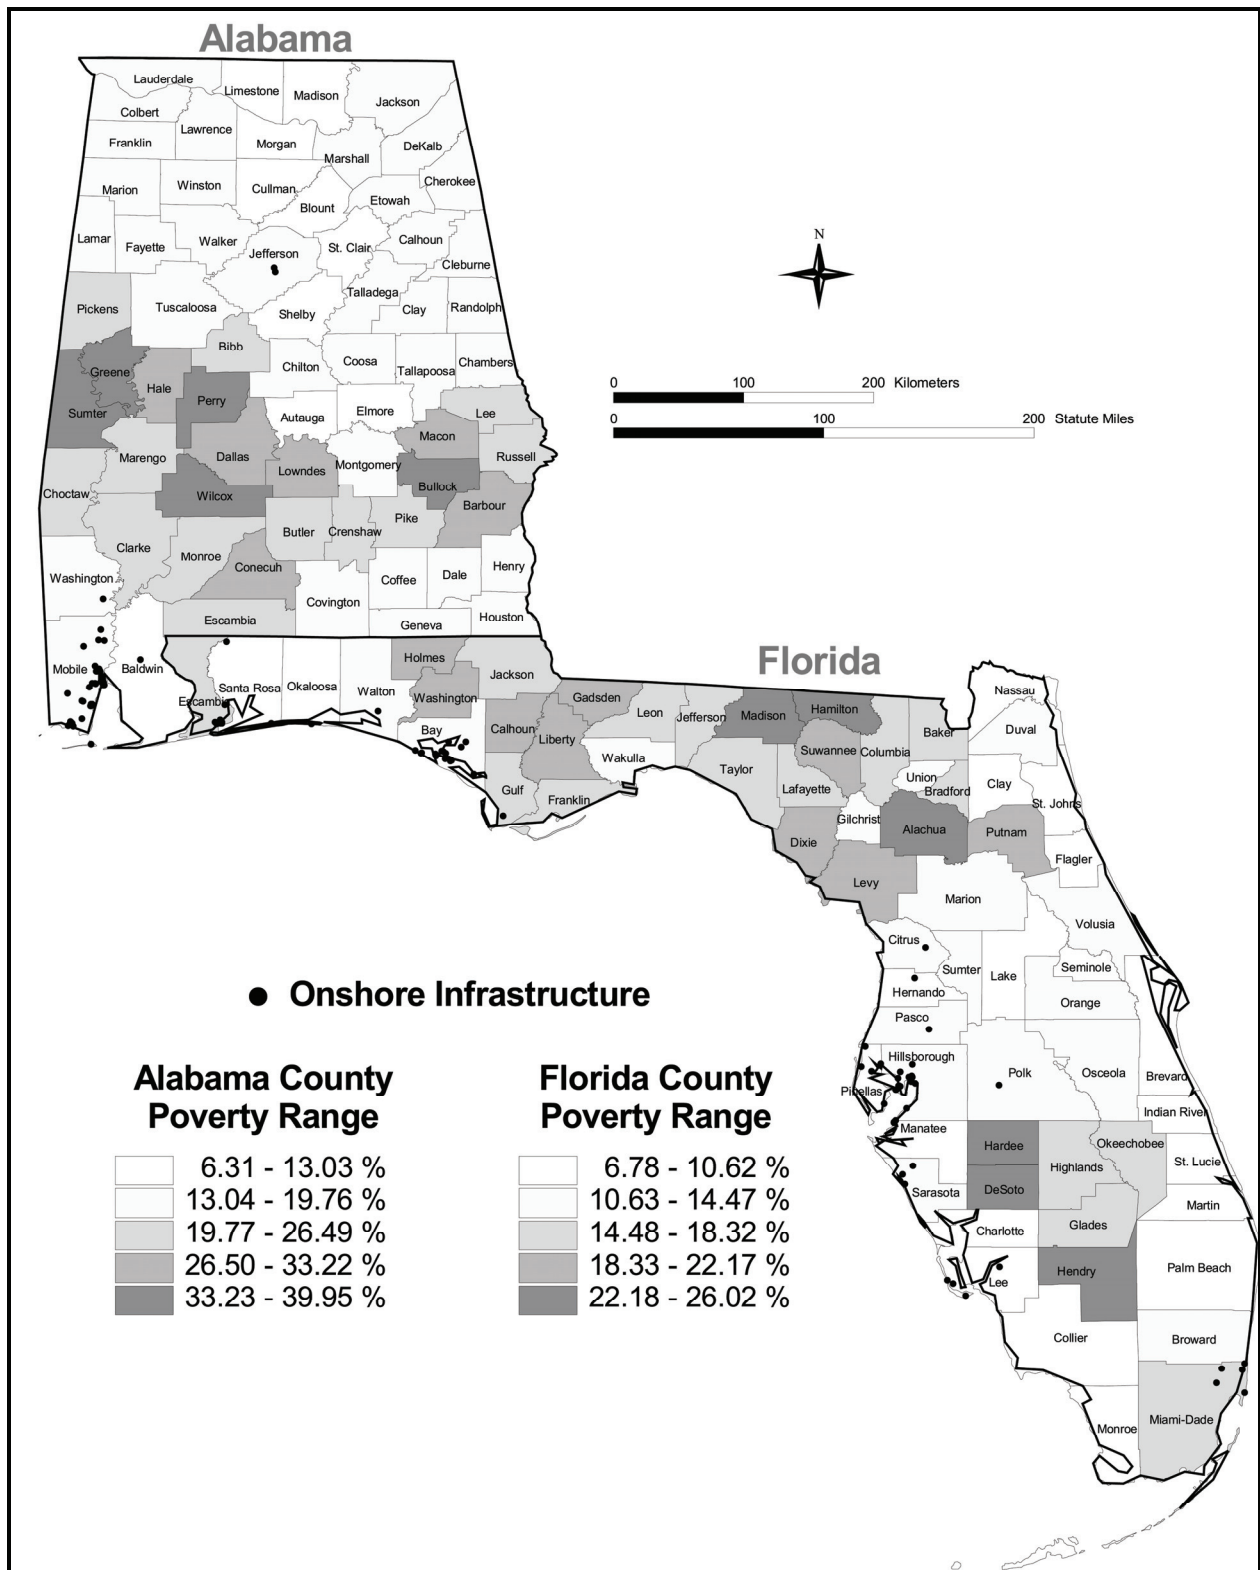 Alabama
Lauderdale
Limestone
Madison
Jackson
Colbert
Lawrence
Franklin
Morgan
DeKalb
Marshall
Marion
Winston
Cullman
Cherokee
Blount
Etowah
Lamar
Fayette
Walker
Jefferson
St. Clair
Calhoun
Cleburne
Pickens
Tuscaloosa
Shelby
Talladega
Clay
Randolph
Bibb
Greene
Hale
Perry
Chilton
Coosa
Tallapoosa
Chambers
Sumter
Autauga
Elmore
Lee
Marengo
Dallas
Lowndes
Montgomery
Macon
Russell
Choctaw
Wilcox
Bullock
Barbour
Clarke
Monroe
Butler
Crenshaw
Pike
Washington
Conecuh
Covington
Coffee
Dale
Henry
Escambia
Geneva
Houston
Mobile
Baldwin
N
0 100 200 Kilometers
0 100 200 Statute Miles
Florida
Escambia
Santa Rosa
Okaloosa
Walton
Holmes
Washington
Jackson
Bay
Calhoun
Gadsden
Liberty
Leon
Jefferson
Madison
Hamilton
Nassau
Duval
Baker
Wakulla
Taylor
Suwannee
Columbia
Gulf
Franklin
Lafayette
Union
Bradford
Clay
St. Johns
Gilchrist
Alachua
Putnam
Dixie
Flagler
Levy
Marion
Volusia
Citrus
Sumter
Lake
Seminole
Hernando
Orange
Pasco
Hillsborough
Polk
Osceola
Brevard
Pinellas
Indian River
Manatee
Hardee
Okeechobee
Highlands
St. Lucie
Sarasota
DeSoto
Martin
Charlotte
Glades
Lee
Hendry
Palm Beach
Collier
Broward
Monroe
Miami-Dade
Onshore Infrastructure
Alabama County
Poverty Range
6.31 - 13.03 %
13.04 - 19.76 %
19.77 - 26.49 %
26.50 - 33.22 %
33.23 - 39.95 %
Florida County
Poverty Range
6.78 - 10.62 %
10.63 - 14.47 %
14.48 - 18.32 %
18.33 - 22.17 %
22.18 - 26.02 %